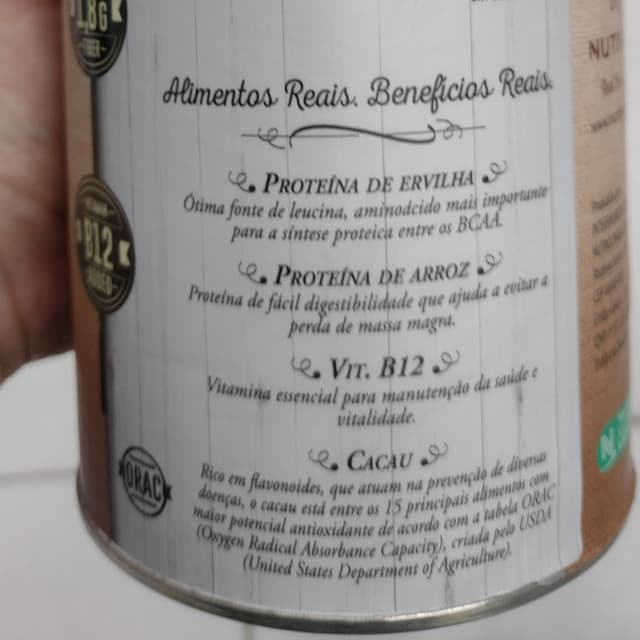 1,8G
Alimentos Reais. Benefícios Reais.
PROTEÍNA DE ERVILHA
Ótima fonte de leucina, aminoácido mais importante
para a síntese proteica entre os BCAA.
B12
PROTEÍNA DE ARROZ
Proteína de fácil digestibilidade que ajuda a evitar a
perda de massa magra.
VIT. B12
Vitamina essencial para manutenção da saúde e
vitalidade.
CACAU
ORAC
Rico em flavonoides, que atuam na prevenção de diversas
doenças, o cacau está entre os 15 principais alimentos com
maior potencial antioxidante de acordo com a tabela ORAC
(Oxygen Radical Absorbance Capacity), criada pelo USDA
(United States Department of Agriculture).